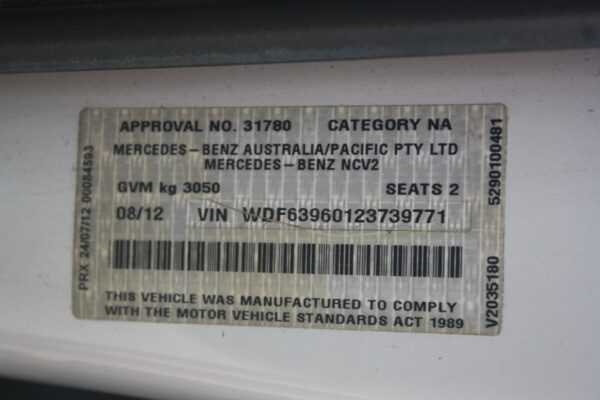 APPROVAL NO. 31780 CATEGORY NA
MERCEDES-BENZ AUSTRALIA/PACIFIC PTY LTD
MERCEDES-BENZ NCV2
GVM kg 3050 SEATS 2
08/12 VIN WDF63960123739771
THIS VEHICLE WAS MANUFACTURED TO COMPLY
WITH THE MOTOR VEHICLE STANDARDS ACT 1989
PRX 24/07/12 00084593
V2035180 5290100481